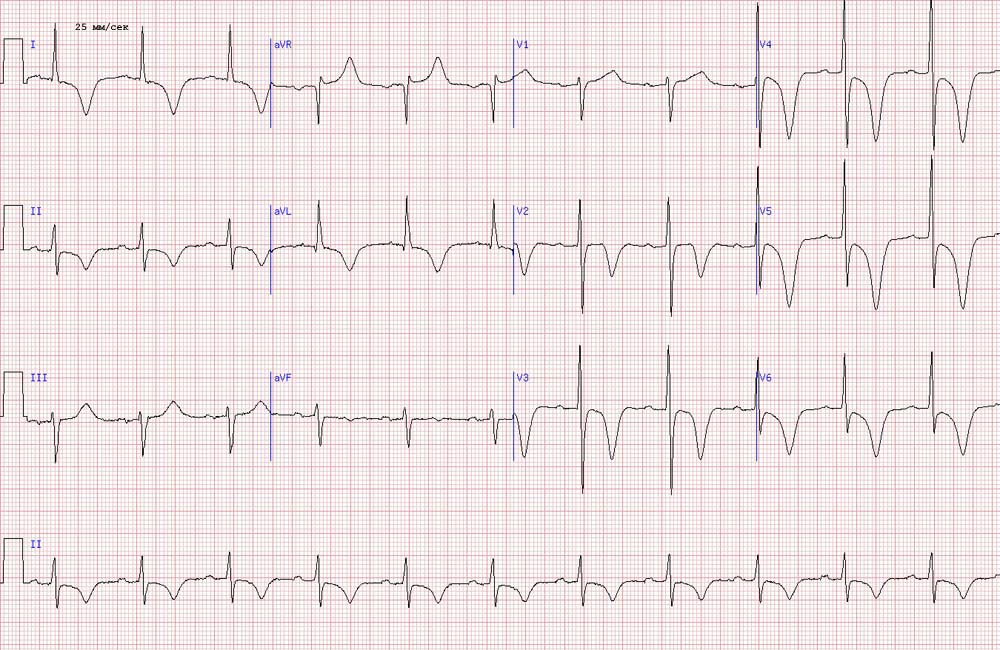 25 мм/сек
I aVR V1 V4
II aVL V2 V5
III aVF V3 V6
II